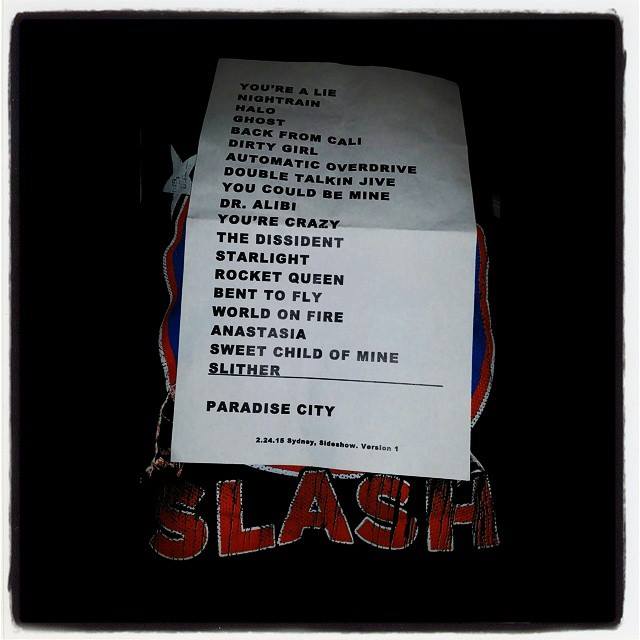 YOU'RE A LIE
NIGHTRAIN
HALO
GHOST
BACK FROM CALI
DIRTY GIRL
AUTOMATIC OVERDRIVE
DOUBLE TALKIN JIVE
YOU COULD BE MINE
DR. ALIBI
YOU'RE CRAZY
THE DISSIDENT
STARLIGHT
ROCKET QUEEN
BENT TO FLY
WORLD ON FIRE
ANASTASIA
SWEET CHILD OF MINE
SLITHER
PARADISE CITY
2.24.15 Sydney, Sideshow. Version 1
SLASH